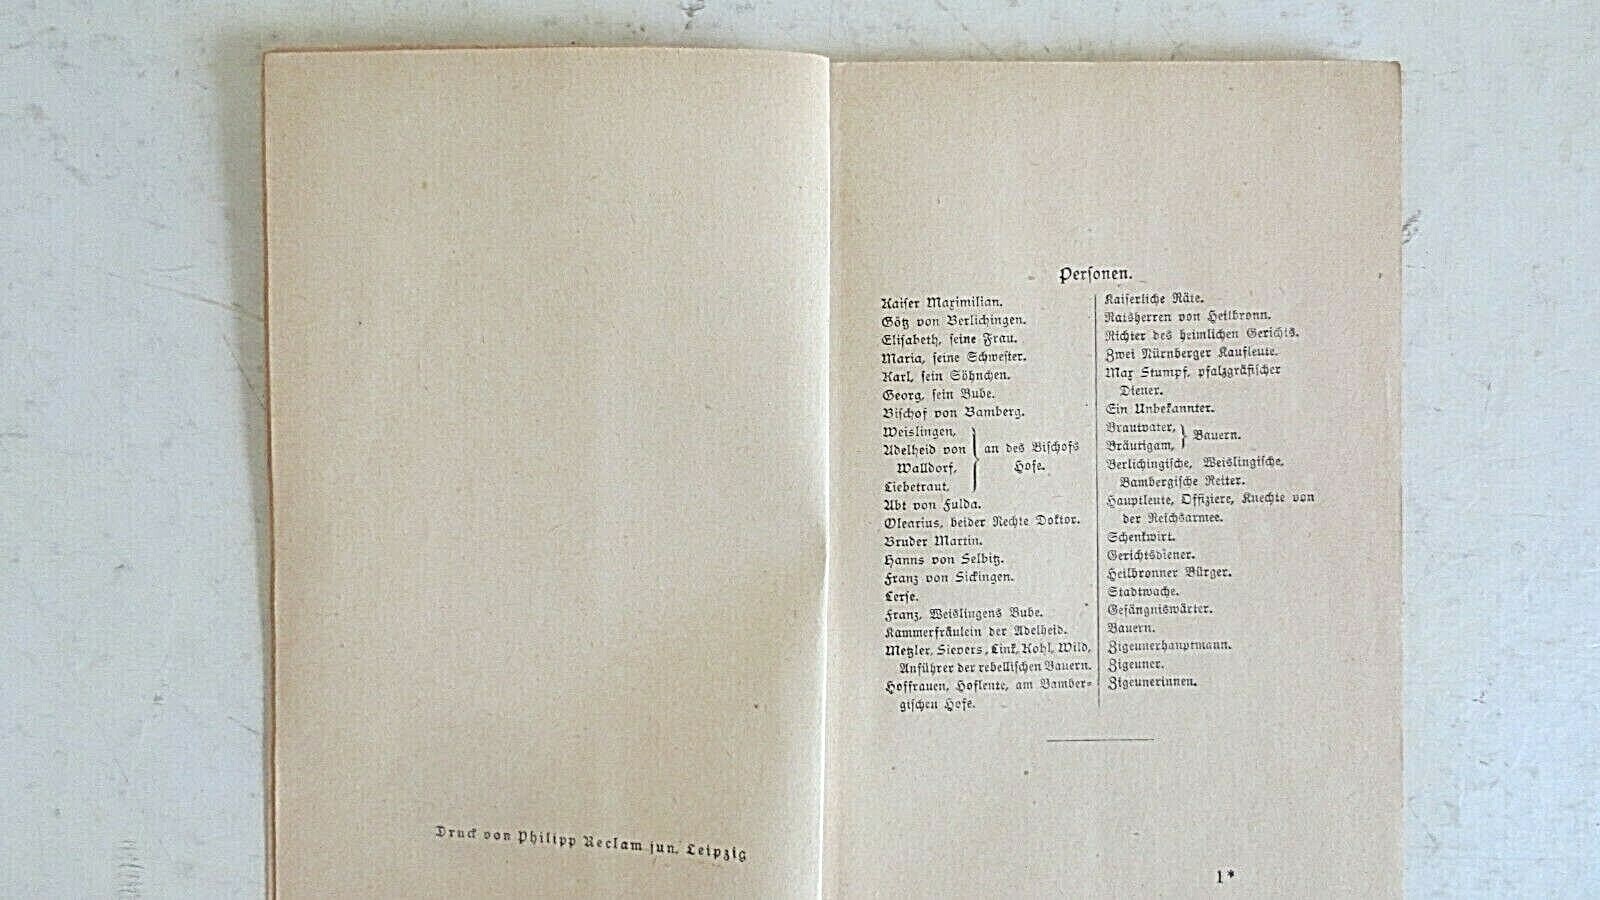 Druck von Philipp Reclam jun. Leipzig
Personen.
Kaiser Maximilian.
Götz von Berlichingen.
Elisabeth, seine Frau.
Maria, seine Schwester.
Karl, sein Söhnchen.
Georg, sein Bube.
Bischof von Bamberg.
Weislingen,
Adelheid von
Walldorf,
Liebetraut,
an des Bischofs
Hofe.
Abt von Fulda.
Olearius, beider Rechte Doktor.
Bruder Martin.
Hanns von Selbitz.
Franz von Sickingen.
Lerse.
Franz, Weislingens Bube.
Kammerfräulein der Adelheid.
Metzler, Sievers, Link, Kohl, Wild,
Anführer der rebellischen Bauern.
Hoffrauen, Hofleute, am Bamber-
gischen Hofe.
Kaiserliche Räte.
Ratsherren von Heilbronn.
Richter des heimlichen Gerichts.
Zwei Nürnberger Kaufleute.
Max Stumpf, pfalzgräfischer
Diener.
Ein Unbekannter.
Brautvater,
Bräutigam,
Bauern.
Berlichingische, Weislingische,
Bambergische Reiter.
Hauptleute, Offiziere, Knechte von
der Reichsarmee.
Schenkwirt.
Gerichtsdiener.
Heilbronner Bürger.
Stadtwache.
Gefängniswärter.
Bauern.
Zigeunerhauptmann.
Zigeuner.
Zigeunerinnen.
1*